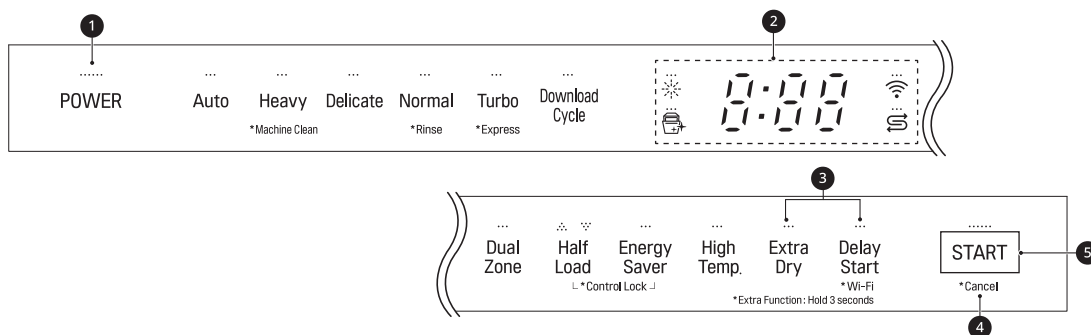 1
2
POWER
Auto
Heavy
*Machine Clean
Delicate
Normal
*Rinse
Turbo
*Express
Download
Cycle
8:88
3
Dual
Zone
Half
Load
Energy
Saver
*Control Lock
High
Temp.
Extra
Dry
Delay
Start
*Wi-Fi
*Extra Function: Hold 3 seconds
START
*Cancel
5
4